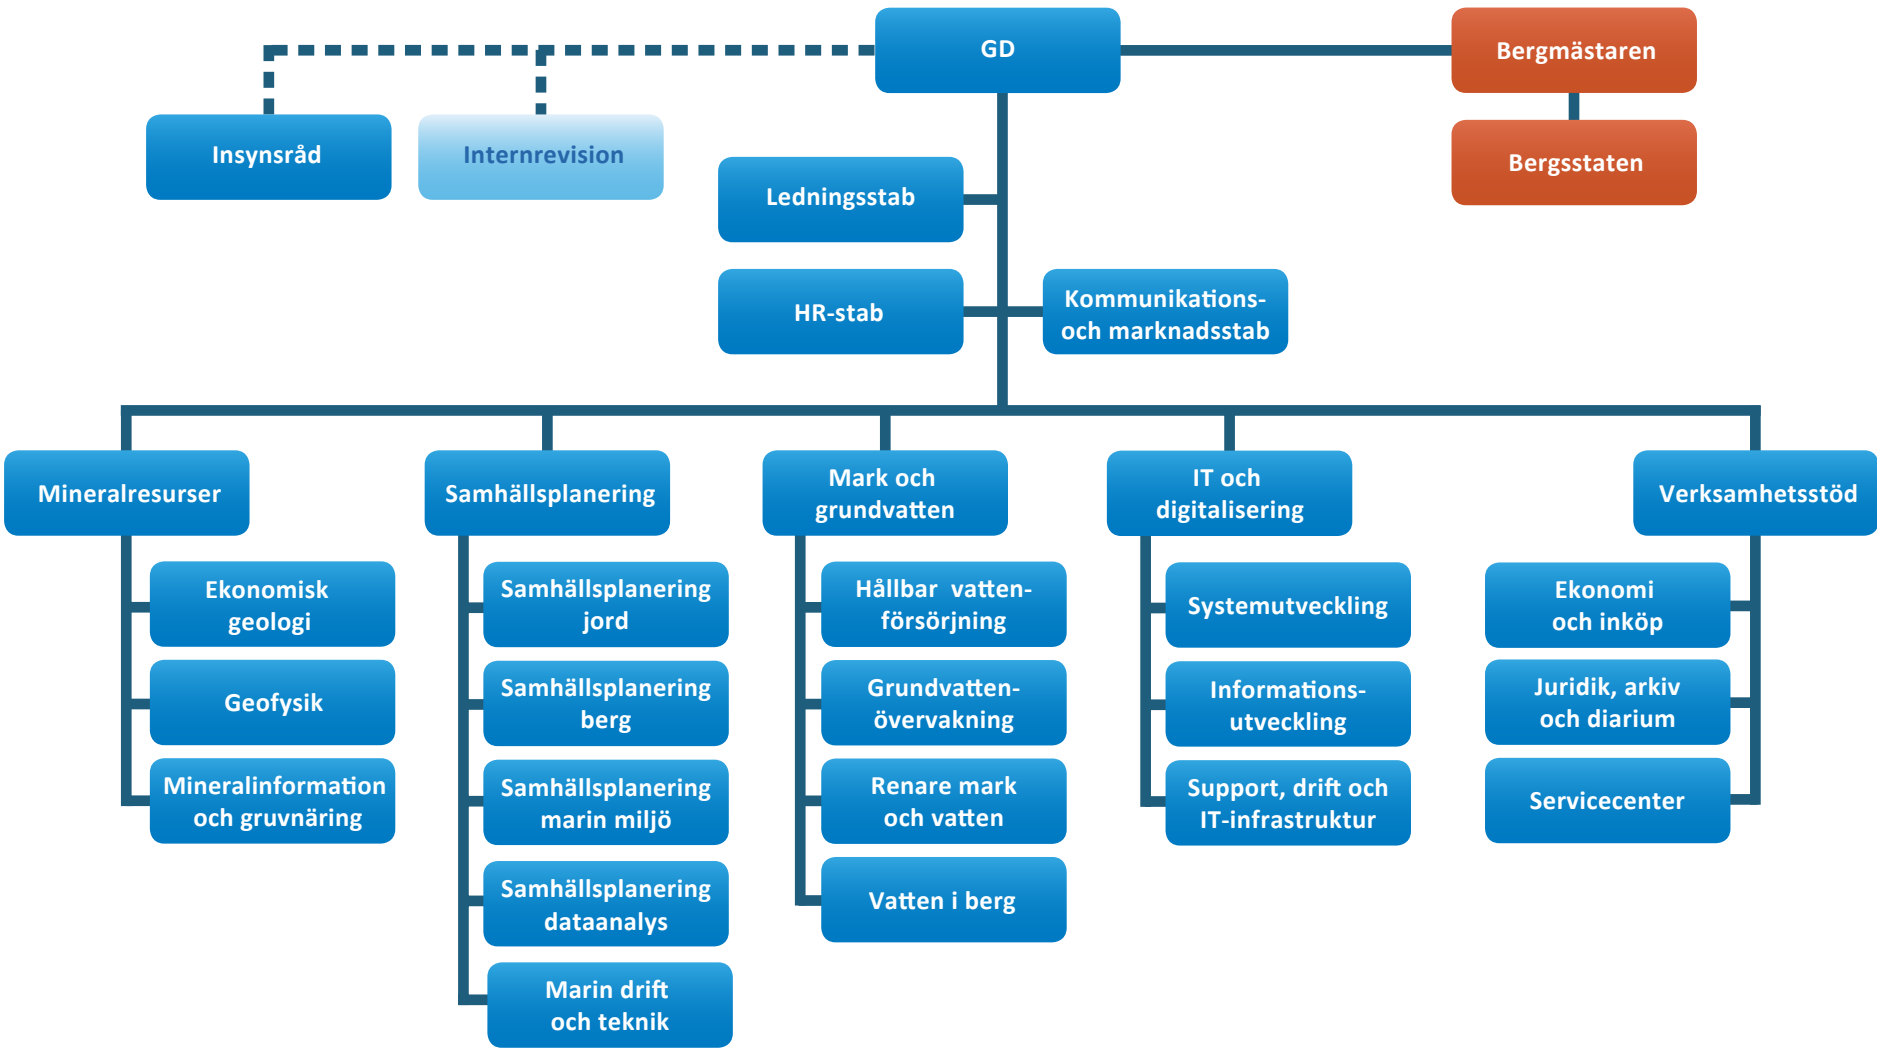 GD
Bergmästaren
Insynsråd
Internrevision
Bergsstaten
Ledningsstab
HR-stab
Kommunikations-
och marknadsstab
Mineralresurser
Samhällsplanering
Mark och
grundvatten
IT och
digitalisering
Verksamhetsstöd
Ekonomisk
geologi
Geofysik
Mineralinformation
och gruvnäring
Samhällsplanering
jord
Samhällsplanering
berg
Samhällsplanering
marin miljö
Samhällsplanering
dataanalys
Marin drift
och teknik
Hållbar vatten-
försörjning
Grundvatten-
övervakning
Renare mark
och vatten
Vatten i berg
Systemutveckling
Informations-
utveckling
Support, drift och
IT-infrastruktur
Ekonomi
och inköp
Juridik, arkiv
och diarium
Servicecenter